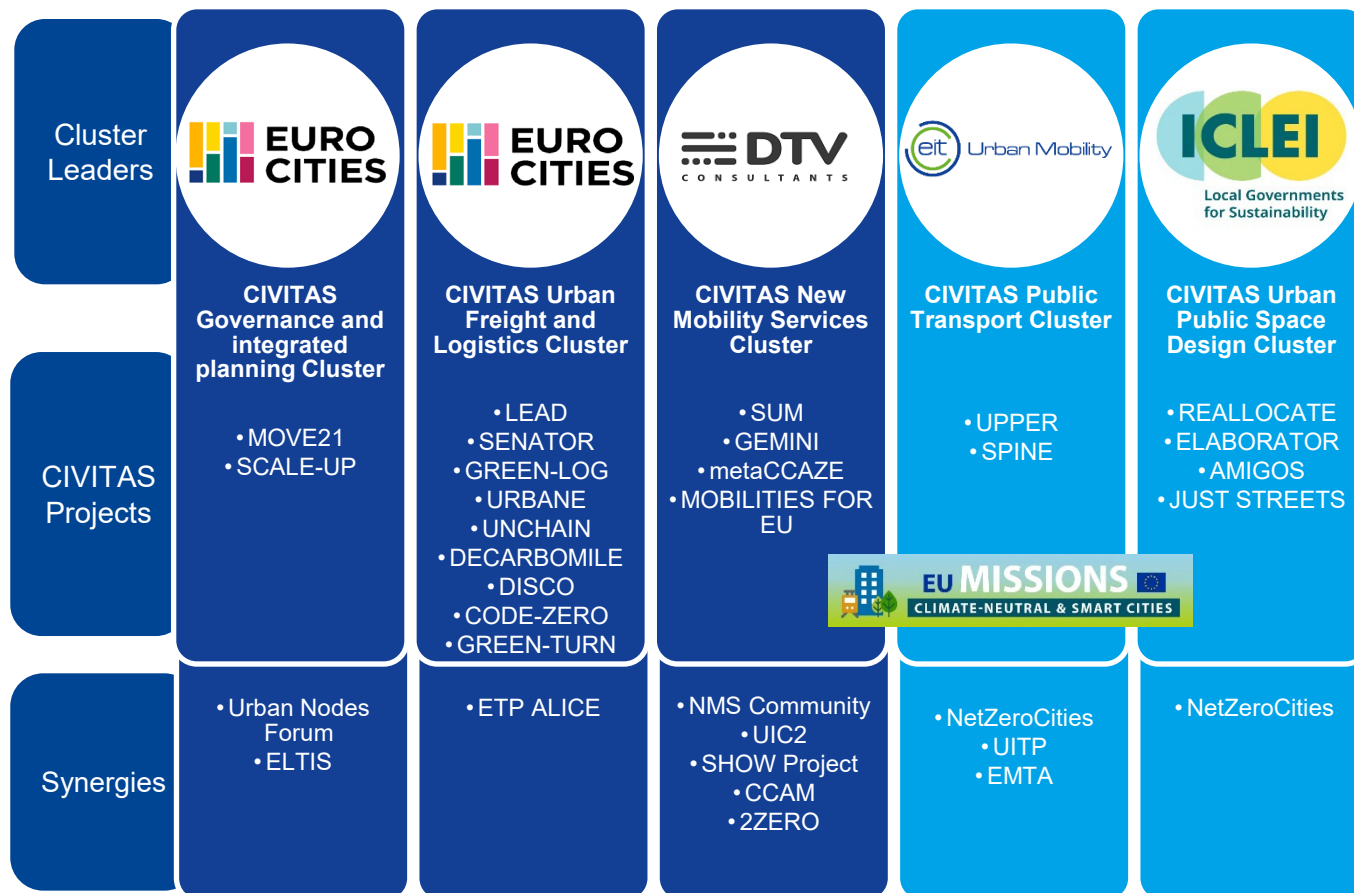 Cluster
Leaders
EURO
CITIES
EURO
CITIES
DTV
CONSULTANTS
eit Urban Mobility
ICLEI
Local Governments
for Sustainability
CIVITAS
Governance and
integrated
planning Cluster
CIVITAS Urban
Freight and
Logistics Cluster
CIVITAS New
Mobility Services
Cluster
CIVITAS Public
Transport Cluster
CIVITAS Urban
Public Space
Design Cluster
CIVITAS
Projects
• MOVE21
• SCALE-UP
• LEAD
• SENATOR
• GREEN-LOG
• URBANE
• UNCHAIN
• DECARBOMILE
• DISCO
• CODE-ZERO
• GREEN-TURN
• SUM
• GEMINI
• metaCCAZE
• MOBILITIES FOR
EU
• UPPER
• SPINE
• REALLOCATE
• ELABORATOR
• AMIGOS
• JUST STREETS
EU MISSIONS
CLIMATE-NEUTRAL & SMART CITIES
Synergies
• Urban Nodes
Forum
• ELTIS
• ETP ALICE
• NMS Community
• UIC2
• SHOW Project
• CCAM
• 2ZERO
• NetZeroCities
• UITP
• EMTA
• NetZeroCities